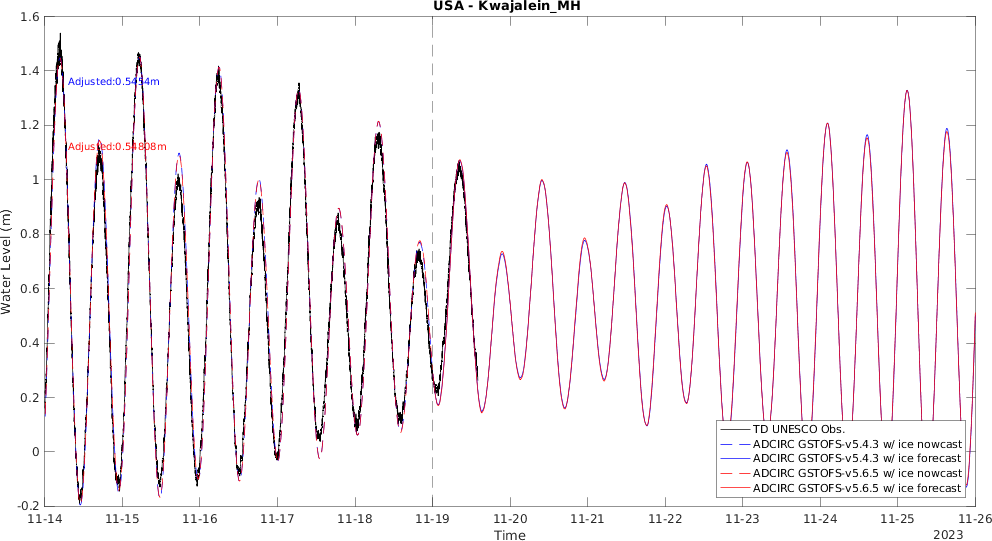 USA - Kwajalein_MH
1.6
1.4
1.2
1
0.8
0.6
0.4
0.2
0
-0.2
Water Level (m)
Adjusted:0.5454m
Adjusted:0.54808m
TD UNESCO Obs.
ADCIRC GSTOFS-v5.4.3 w/ ice nowcast
ADCIRC GSTOFS-v5.4.3 w/ ice forecast
ADCIRC GSTOFS-v5.6.5 w/ ice nowcast
ADCIRC GSTOFS-v5.6.5 w/ ice forecast
11-14 11-15 11-16 11-17 11-18 11-19 11-20 11-21 11-22 11-23 11-24 11-25 11-26
Time
2023